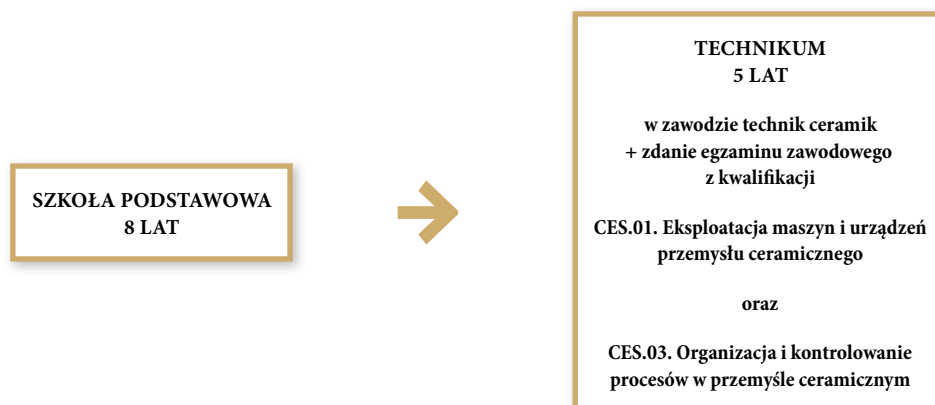 SZKOŁA PODSTAWOWA
8 LAT
TECHNIKUM
5 LAT
w zawodzie technik ceramik
+ zdanie egzaminu zawodowego
z kwalifikacji
CES.01. Eksploatacja maszyn i urządzeń
przemysłu ceramicznego
oraz
CES.03. Organizacja i kontrolowanie
procesów w przemyśle ceramicznym